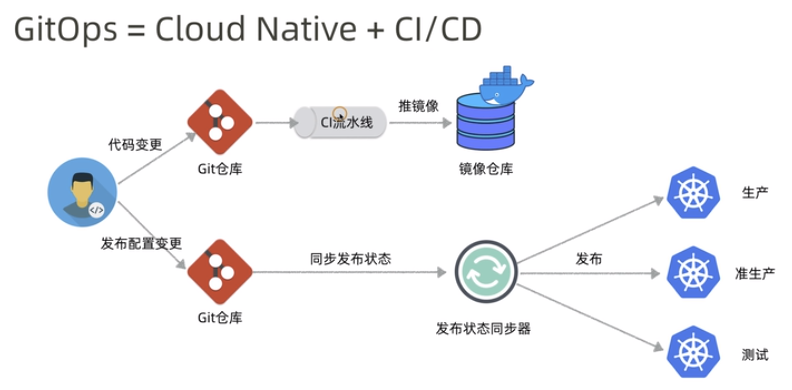 GitOps = Cloud Native + CI/CD
代码变更
Git仓库
CI流水线
推镜像
镜像仓库
发布配置变更
Git仓库
同步发布状态
发布状态同步器
发布
生产
准生产
测试